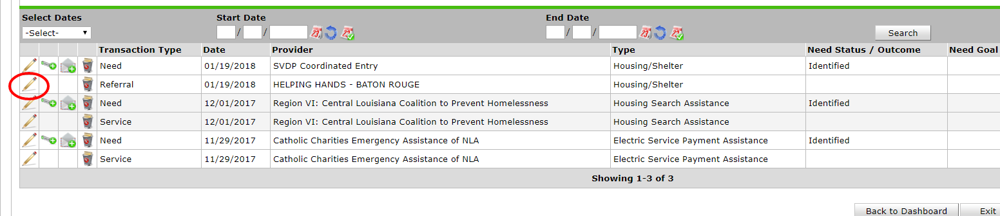 Select Dates Start Date End Date
-Select- / / / / Search
Transaction Type Date Provider Type Need Status / Outcome Need Goal
Need 01/19/2018 SVDP Coordinated Entry Housing/Shelter Identified
Referral 01/19/2018 HELPING HANDS - BATON ROUGE Housing/Shelter
Need 12/01/2017 Region VI: Central Louisiana Coalition to Prevent Homelessness Housing Search Assistance Identified
Service 12/01/2017 Region VI: Central Louisiana Coalition to Prevent Homelessness Housing Search Assistance
Need 11/29/2017 Catholic Charities Emergency Assistance of NLA Electric Service Payment Assistance Identified
Service 11/29/2017 Catholic Charities Emergency Assistance of NLA Electric Service Payment Assistance
Showing 1-3 of 3
Back to Dashboard Exit